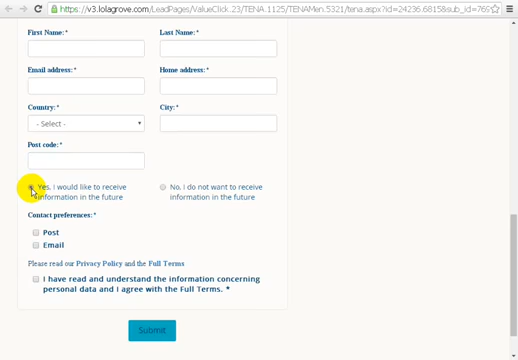 https://v3.lolagrove.com/LeadPages/ValueClick.23/TENA.1125/TENAMen.5321/tena.aspx?id=24236.6815&sub_id=769
First Name:* Last Name:*
Email address:* Home address:*
Country:* City:*
- Select -
Post code:*
Yes, I would like to receive No, I do not want to receive
information in the future information in the future
Contact preferences:*
Post
Email
Please read our Privacy Policy and the Full Terms
I have read and understand the information concerning
personal data and I agree with the Full Terms. *
Submit